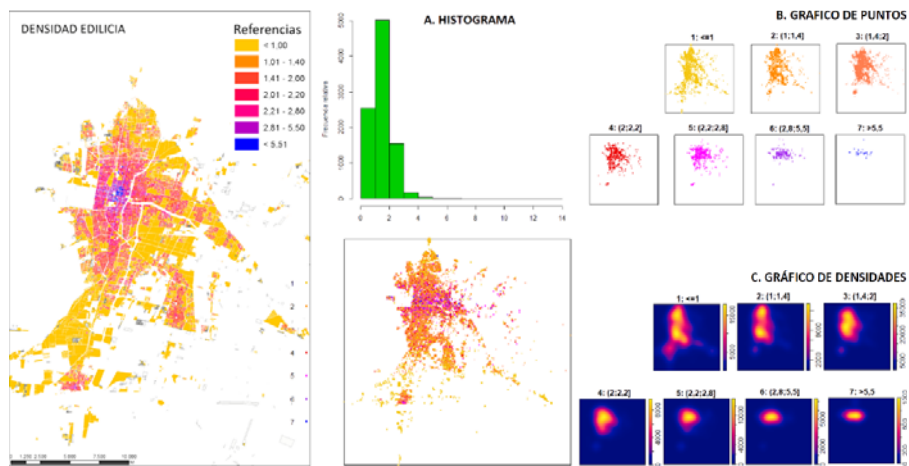 DENSIDAD EDILICIA
Referencias
< 1,00
1.01 - 1.40
1.41 - 2.00
2.01 - 2.20
2.21 - 2.80
2.81 - 5.50
< 5,51
1
2
3
4
5
6
7
A. HISTOGRAMA
Frecuencia relativa
0 1000 2000 3000 4000 5000
0 2 4 6 8 10 12 14
B. GRAFICO DE PUNTOS
1: <=1
2: (1;1,4]
3: (1,4;2]
4: (2;2,2]
5: (2,2;2,8]
6: (2,8;5,5]
7: >5,5
C. GRÁFICO DE DENSIDADES
1: <=1
2: (1;1,4]
3: (1,4;2]
4: (2;2,2]
5: (2,2;2,8]
6: (2,8;5,5]
7: >5,5